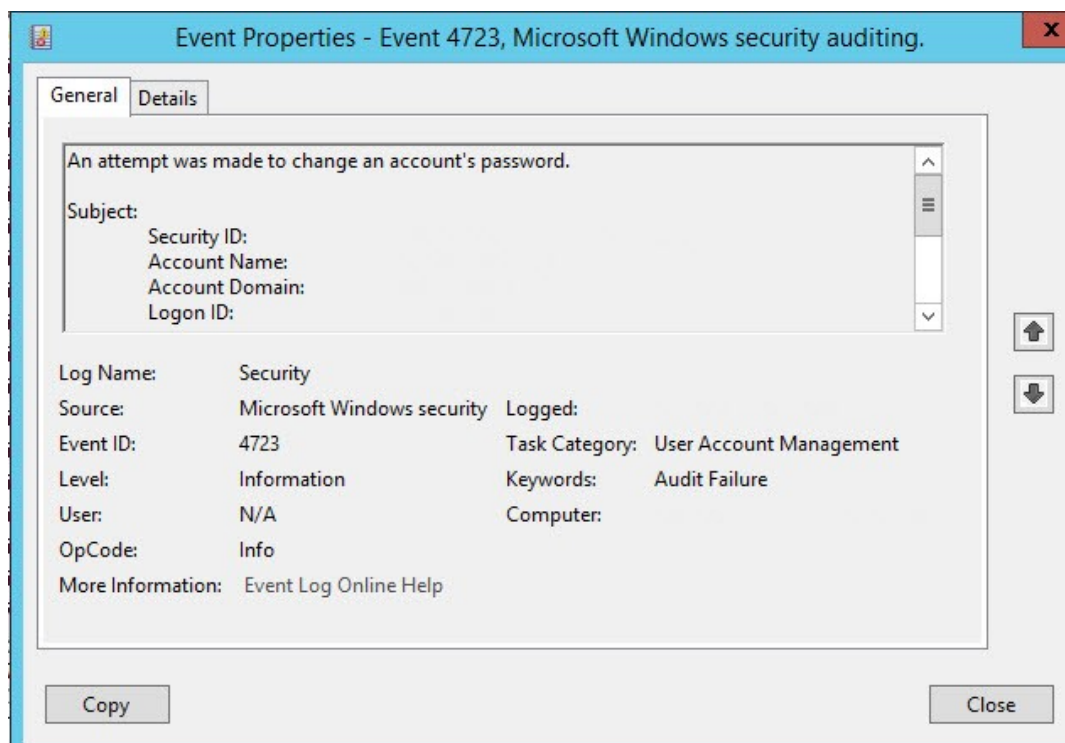 Event Properties - Event 4723, Microsoft Windows security auditing.
X
General Details
An attempt was made to change an account's password.
Subject:
Security ID:
Account Name:
Account Domain:
Logon ID:
Log Name: Security
Source: Microsoft Windows security Logged:
Event ID: 4723 Task Category: User Account Management
Level: Information Keywords: Audit Failure
User: N/A Computer:
OpCode: Info
More Information: Event Log Online Help
Copy Close